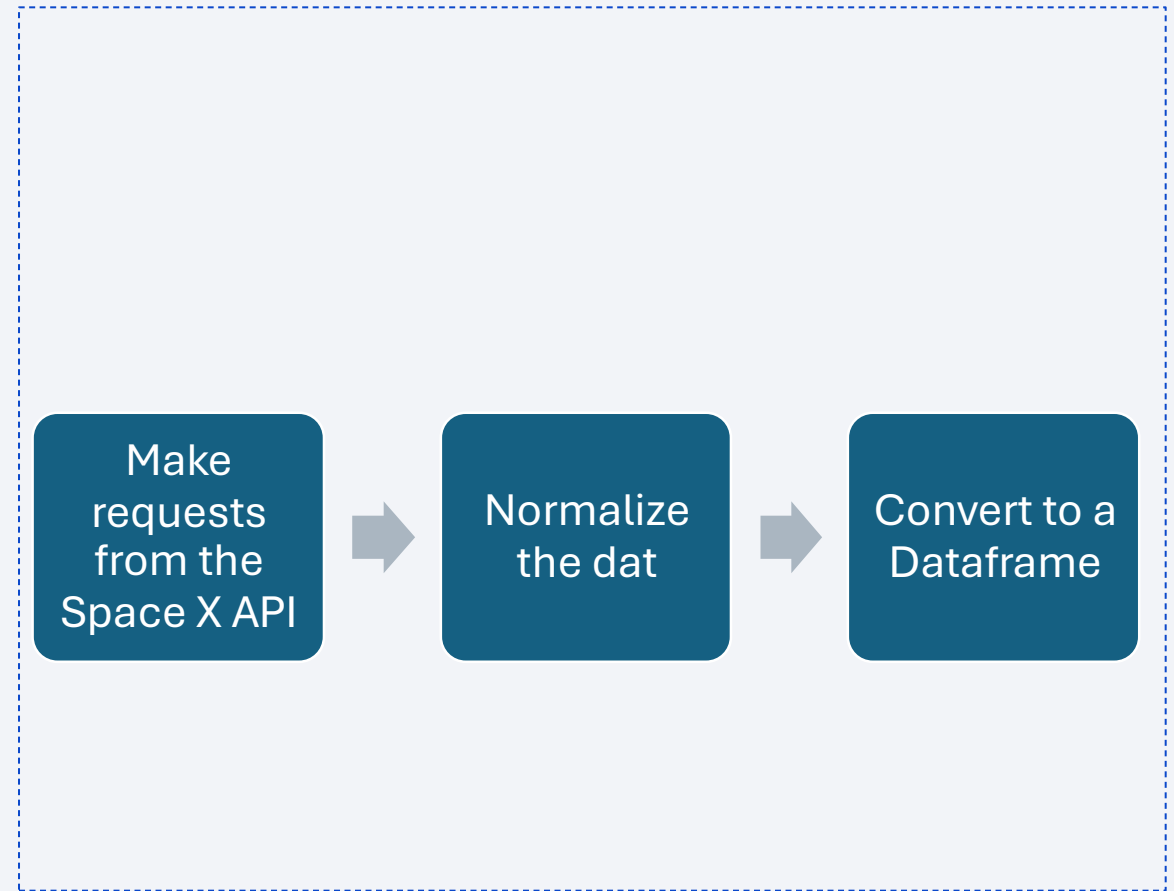 Make
requests
from the
Space X API
Normalize
the dat
Convert to a
Dataframe